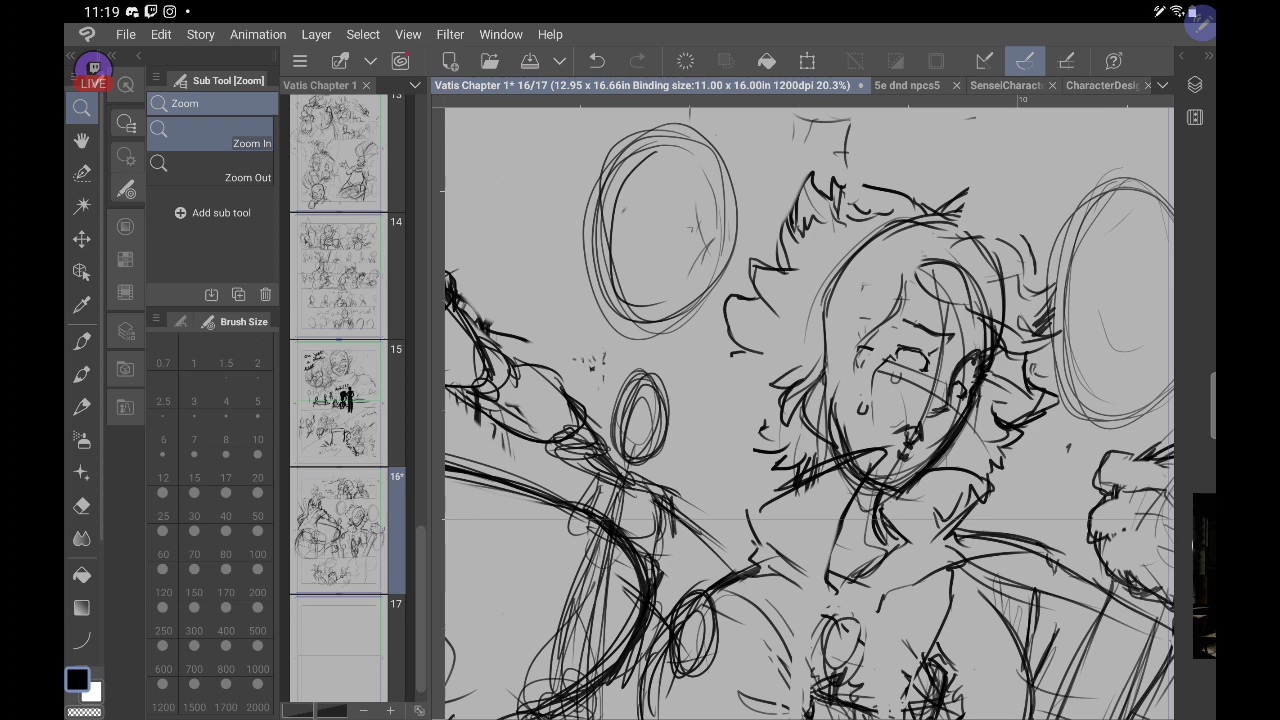 11:19
File Edit Story Animation Layer Select View Filter Window Help
LIVE
Sub Tool [Zoom]
Vatis Chapter 1
Vatis Chapter 1* 16/17 (12.95 x 16.66in Binding size:11.00 x 16.00in 1200dpi 20.3%)
5e dnd npcs5
SenseiCharact
CharacterDesig
Zoom
10
Zoom In
Zoom Out
Add sub tool
Brush Size
13
14
15
16*
17
0.7 1 1.5 2
2.5 3 4 5
6 7 8 10
12 15 17 20
25 30 40 50
60 70 80 100
120 150 170 200
250 300 400 500
600 700 800 1000
1200 1500 1700 2000